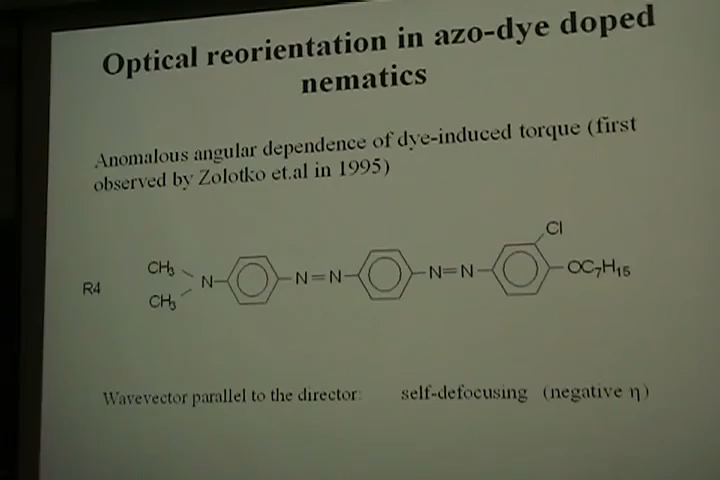 Optical reorientation in azo-dye doped
nematics
Anomalous angular dependence of dye-induced torque (first
observed by Zolotko et.al in 1995)
Cl
CH3
R4 N N=N N=N OC7H15
CH3
Wavevector parallel to the director: self-defocusing (negative η)